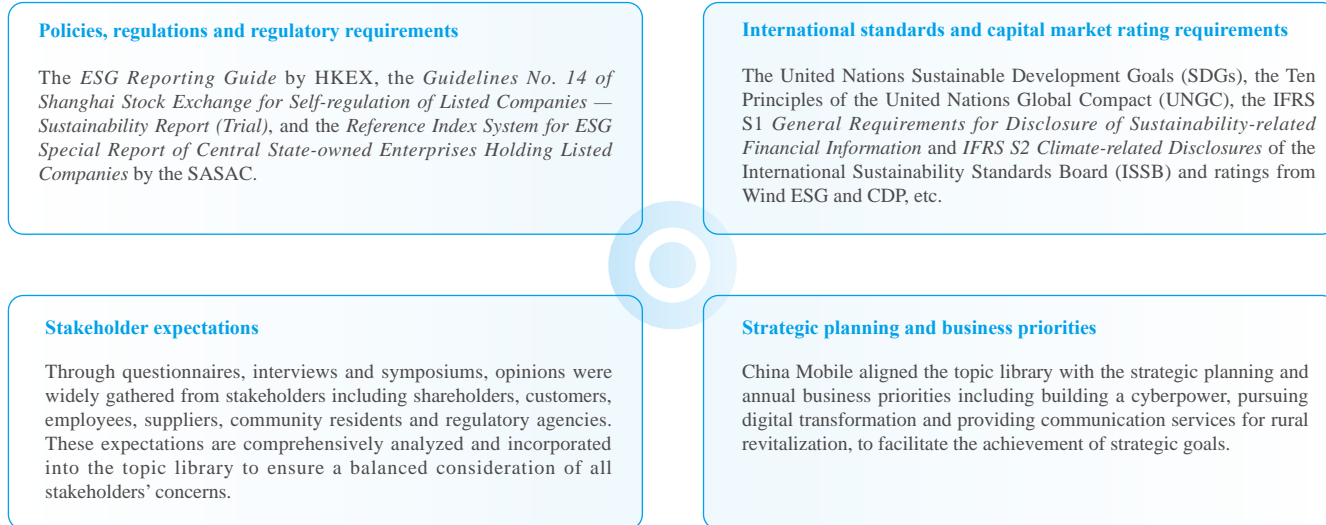 Policies, regulations and regulatory requirements
The ESG Reporting Guide by HKEX, the Guidelines No. 14 of
Shanghai Stock Exchange for Self-regulation of Listed Companies —
Sustainability Report (Trial), and the Reference Index System for ESG
Special Report of Central State-owned Enterprises Holding Listed
Companies by the SASAC.
International standards and capital market rating requirements
The United Nations Sustainable Development Goals (SDGs), the Ten
Principles of the United Nations Global Compact (UNGC), the IFRS
S1 General Requirements for Disclosure of Sustainability-related
Financial Information and IFRS S2 Climate-related Disclosures of the
International Sustainability Standards Board (ISSB) and ratings from
Wind ESG and CDP, etc.
Stakeholder expectations
Through questionnaires, interviews and symposiums, opinions were
widely gathered from stakeholders including shareholders, customers,
employees, suppliers, community residents and regulatory agencies.
These expectations are comprehensively analyzed and incorporated
into the topic library to ensure a balanced consideration of all
stakeholders’ concerns.
Strategic planning and business priorities
China Mobile aligned the topic library with the strategic planning and
annual business priorities including building a cyberpower, pursuing
digital transformation and providing communication services for rural
revitalization, to facilitate the achievement of strategic goals.